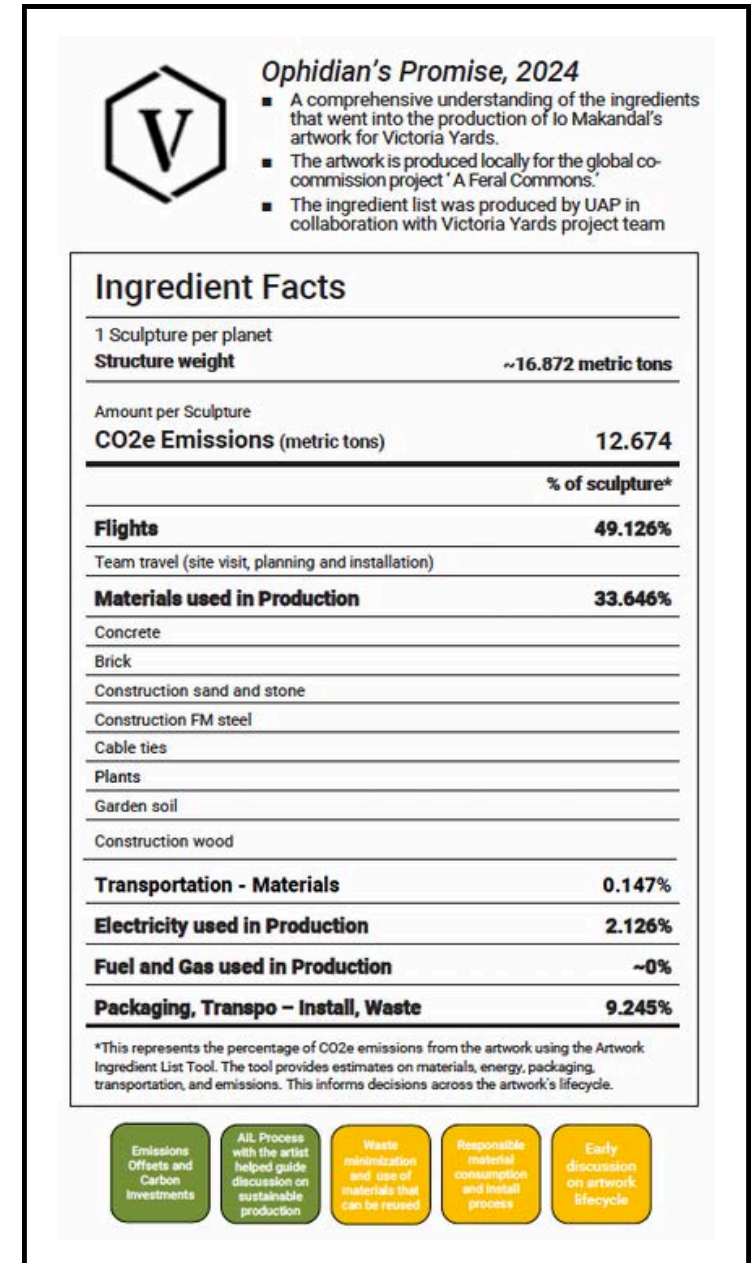 V
Ophidian’s Promise, 2024
▪ A comprehensive understanding of the ingredients
that went into the production of Io Makandal’s
artwork for Victoria Yards.
▪ The artwork is produced locally for the global co-
commission project ‘ A Feral Commons.’
▪ The ingredient list was produced by UAP in
collaboration with Victoria Yards project team
Ingredient Facts
1 Sculpture per planet
Structure weight ~16.872 metric tons
Amount per Sculpture
CO2e Emissions (metric tons) 12.674
% of sculpture*
Flights 49.126%
Team travel (site visit, planning and installation)
Materials used in Production 33.646%
Concrete
Brick
Construction sand and stone
Construction FM steel
Cable ties
Plants
Garden soil
Construction wood
Transportation - Materials 0.147%
Electricity used in Production 2.126%
Fuel and Gas used in Production ~0%
Packaging, Transpo – Install, Waste 9.245%
*This represents the percentage of CO2e emissions from the artwork using the Artwork
Ingredient List Tool. The tool provides estimates on materials, energy, packaging,
transportation, and emissions. This informs decisions across the artwork’s lifecycle.
Emissions
Offsets and
Carbon
Investments
AIL Process
with the artist
helped guide
discussion on
sustainable
production
Waste
minimization
and use of
materials that
can be reused
Responsible
material
consumption
and install
process
Early
discussion
on artwork
lifecycle